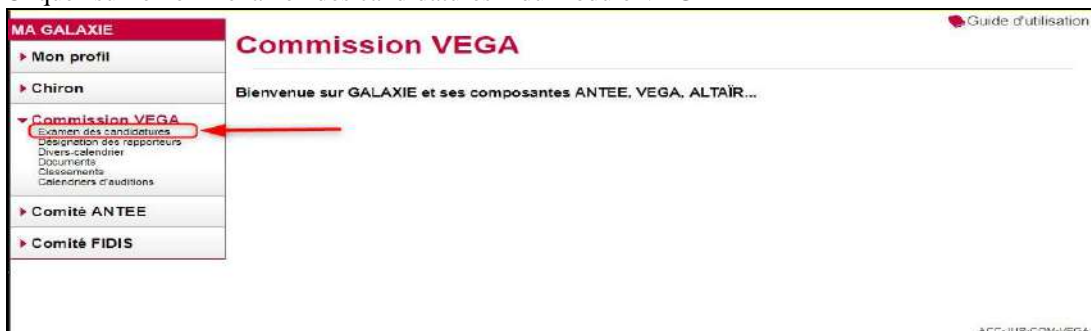 MA GALAXIE
Mon profil
Chiron
Commission VEGA
Examen des candidatures
Désignation des rapporteurs
Divers-calendrier
Documents
Classements
Calendriers d'auditions
Comité ANTEE
Comité FIDIS
Guide d'utilisation
Commission VEGA
Bienvenue sur GALAXIE et ses composantes ANTEE, VEGA, ALTAÏR...